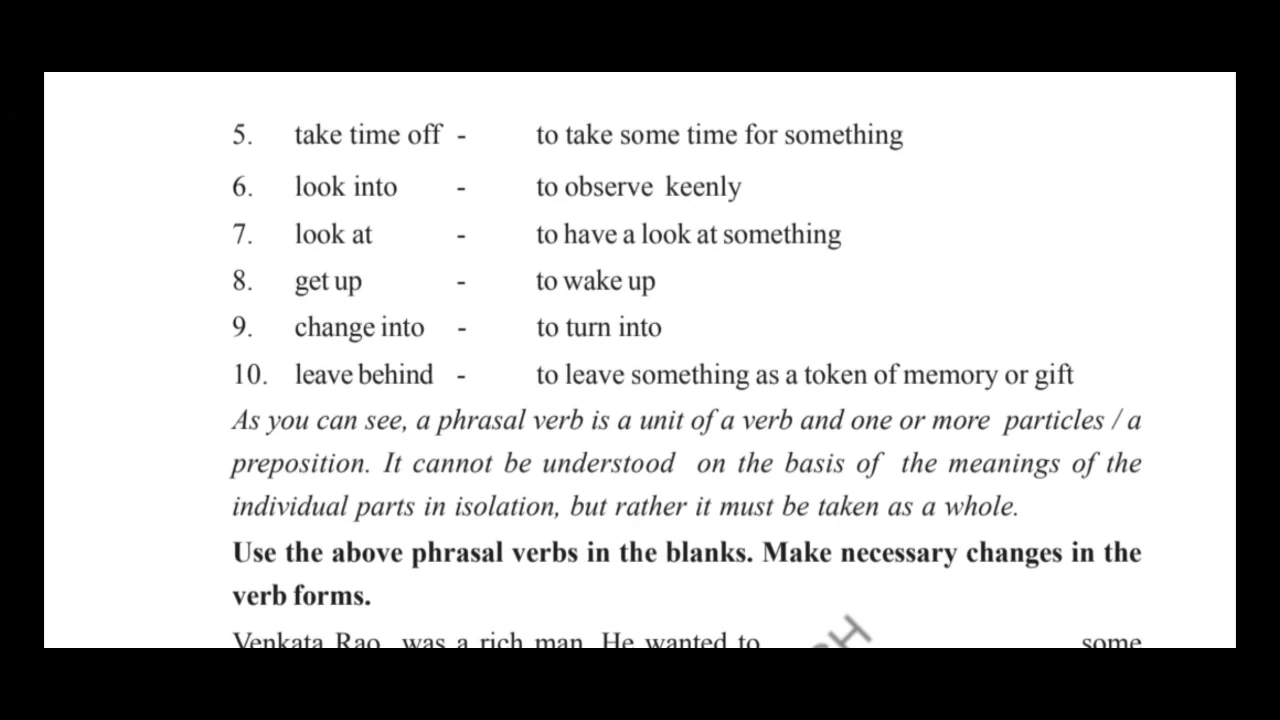 5. take time off - to take some time for something
6. look into - to observe keenly
7. look at - to have a look at something
8. get up - to wake up
9. change into - to turn into
10. leave behind - to leave something as a token of memory or gift
As you can see, a phrasal verb is a unit of a verb and one or more particles / a
preposition. It cannot be understood on the basis of the meanings of the
individual parts in isolation, but rather it must be taken as a whole.
Use the above phrasal verbs in the blanks. Make necessary changes in the
verb forms.
Venkata Rao was a rich man. He wanted to some